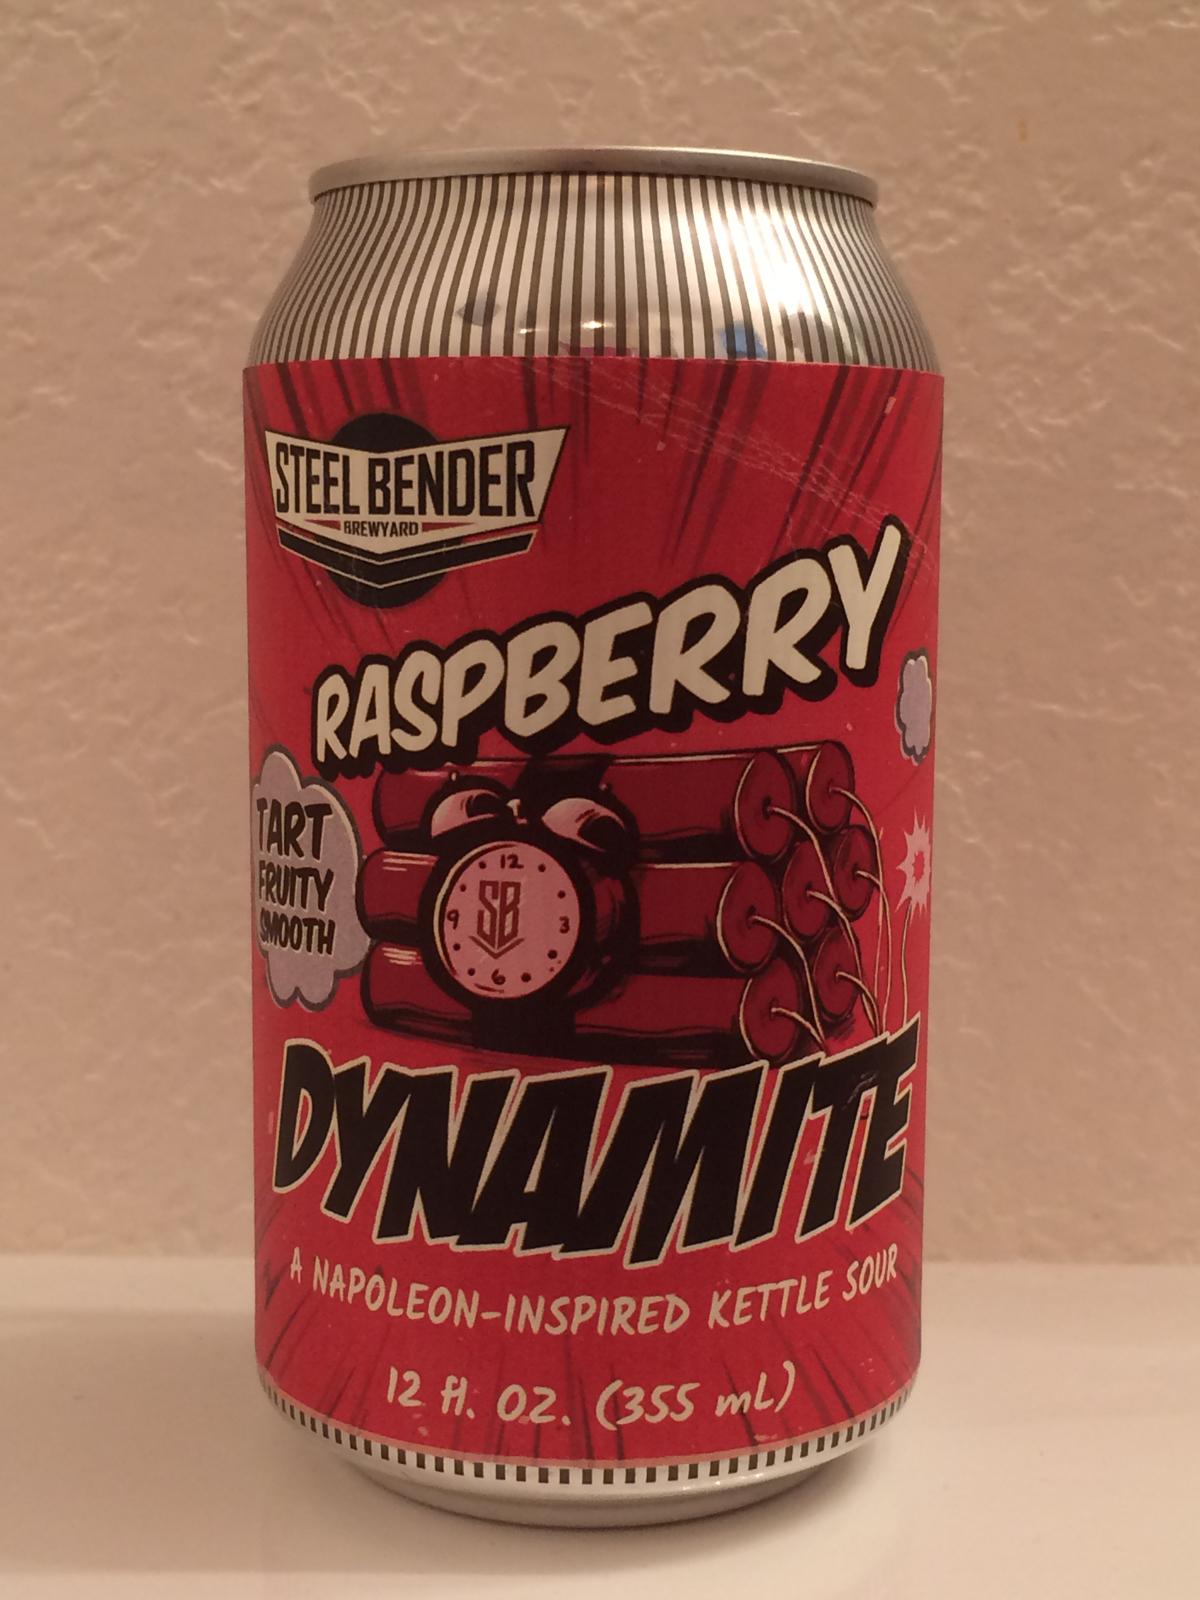 STEEL BENDER
BREWYARD
RASPBERRY
TART
FRUITY
SMOOTH
12
9 3
SB
6
DYNAMITE
A NAPOLEON-INSPIRED KETTLE SOUR
12 fl. OZ. (355 mL)